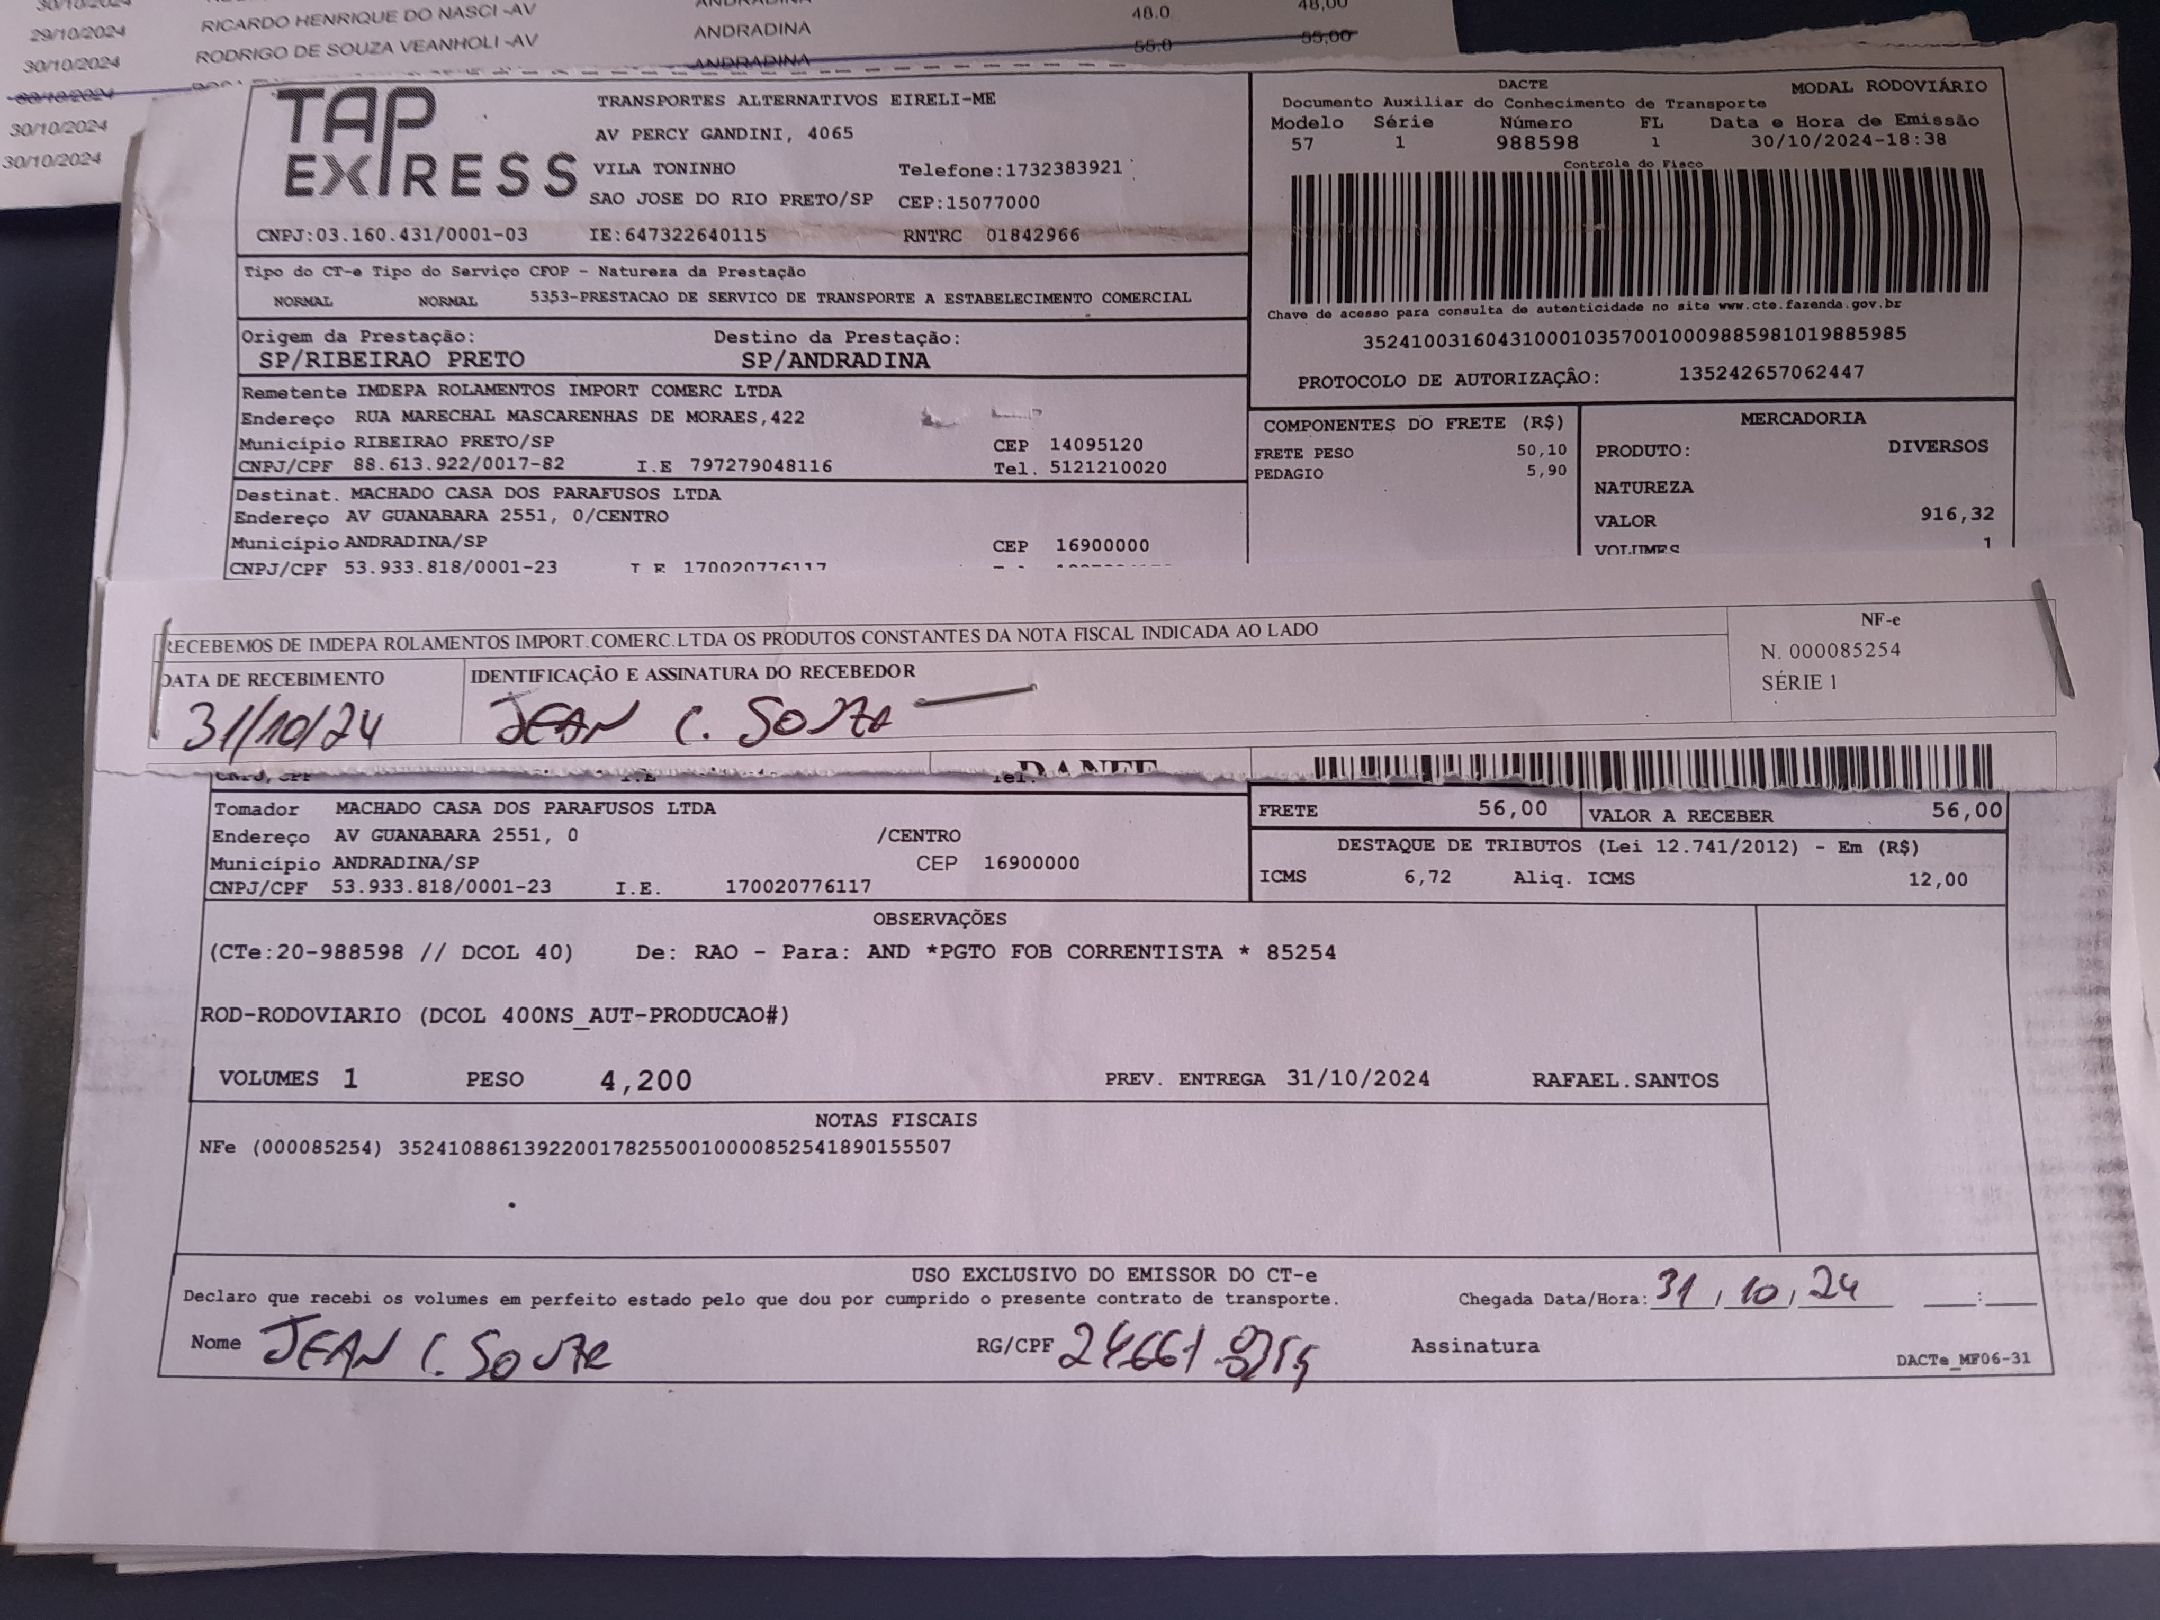 29/10/2024 RICARDO HENRIQUE DO NASCI -AV ANDRADINA 48.0 48,00
30/10/2024 RODRIGO DE SOUZA VEANHOLI -AV ANDRADINA 55.0 55,00
30/10/2024 ANDRADINA
30/10/2024
30/10/2024
TAP EXPRESS
TRANSPORTES ALTERNATIVOS EIRELI-ME
AV PERCY GANDINI, 4065
VILA TONINHO Telefone:1732383921
SAO JOSE DO RIO PRETO/SP CEP:15077000
CNPJ:03.160.431/0001-03 IE:647322640115 RNTRC 01842966
DACTE MODAL RODOVIÁRIO
Documento Auxiliar do Conhecimento de Transporte
Modelo Série Número FL Data e Hora de Emissão
57 1 988598 1 30/10/2024-18:38
Controle do Fisco
Chave de acesso para consulta de autenticidade no site www.cte.fazenda.gov.br
35241003160431000103570010009885981019885985
PROTOCOLO DE AUTORIZAÇÃO: 135242657062447
Tipo do CT-e Tipo do Serviço CFOP - Natureza da Prestação
NORMAL NORMAL 5353-PRESTACAO DE SERVICO DE TRANSPORTE A ESTABELECIMENTO COMERCIAL
Origem da Prestação: Destino da Prestação:
SP/RIBEIRAO PRETO SP/ANDRADINA
Remetente IMDEPA ROLAMENTOS IMPORT COMERC LTDA
Endereço RUA MARECHAL MASCARENHAS DE MORAES,422
Município RIBEIRAO PRETO/SP CEP 14095120
CNPJ/CPF 88.613.922/0017-82 I.E 797279048116 Tel. 5121210020
Destinat. MACHADO CASA DOS PARAFUSOS LTDA
Endereço AV GUANABARA 2551, 0/CENTRO
Município ANDRADINA/SP CEP 16900000
CNPJ/CPF 53.933.818/0001-23 I E 170020776117
COMPONENTES DO FRETE (R$)
FRETE PESO 50,10
PEDAGIO 5,90
MERCADORIA
PRODUTO: DIVERSOS
NATUREZA
VALOR 916,32
VOLUMES 1
RECEBEMOS DE IMDEPA ROLAMENTOS IMPORT.COMERC.LTDA OS PRODUTOS CONSTANTES DA NOTA FISCAL INDICADA AO LADO
NF-e
N. 000085254
SÉRIE 1
DATA DE RECEBIMENTO IDENTIFICAÇÃO E ASSINATURA DO RECEBEDOR
31/10/24 JEAN C. SOUZA
CNPJ/CPF I.E Tel. DANFE
Tomador MACHADO CASA DOS PARAFUSOS LTDA
Endereço AV GUANABARA 2551, 0 /CENTRO
Município ANDRADINA/SP CEP 16900000
CNPJ/CPF 53.933.818/0001-23 I.E. 170020776117
FRETE 56,00 VALOR A RECEBER 56,00
DESTAQUE DE TRIBUTOS (Lei 12.741/2012) - Em (R$)
ICMS 6,72 Aliq. ICMS 12,00
OBSERVAÇÕES
(CTe:20-988598 // DCOL 40) De: RAO - Para: AND *PGTO FOB CORRENTISTA * 85254
ROD-RODOVIARIO (DCOL 400NS_AUT-PRODUCAO#)
VOLUMES 1 PESO 4,200 PREV. ENTREGA 31/10/2024 RAFAEL.SANTOS
NOTAS FISCAIS
NFe (000085254) 35241088613922001782550010000852541890155507
USO EXCLUSIVO DO EMISSOR DO CT-e
Declaro que recebi os volumes em perfeito estado pelo que dou por cumprido o presente contrato de transporte. Chegada Data/Hora: 31/10/24 :
Nome JEAN C. SOUZA RG/CPF Assinatura
DACTe_MF06-31